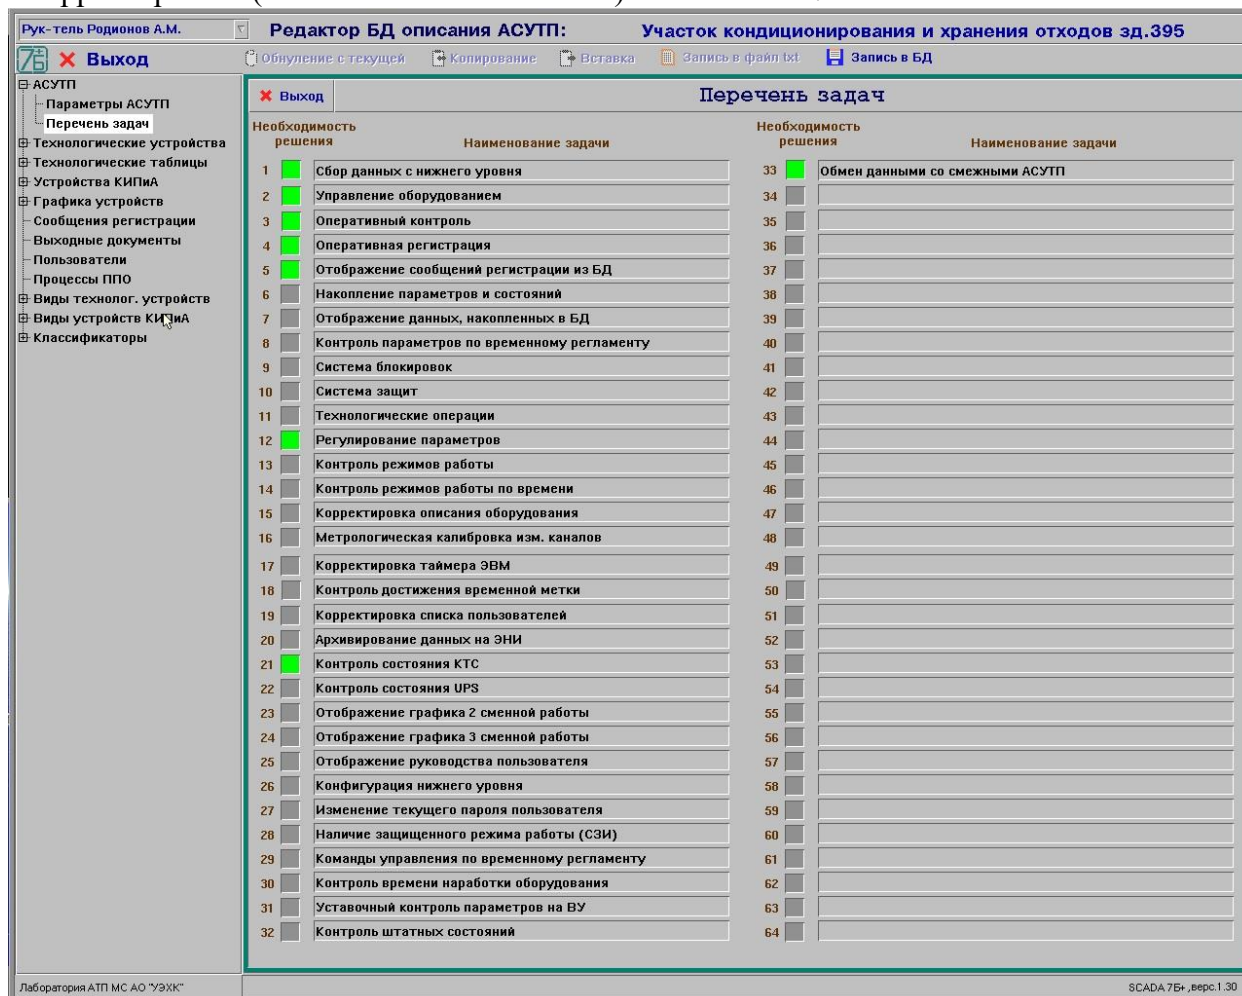 Рук-тель Родионов А.М.
Редактор БД описания АСУТП: Участок кондиционирования и хранения отходов зд.395
7Б Выход
Обнуление с текущей Копирование Вставка Запись в файл txt Запись в БД
АСУТП
Параметры АСУТП
Перечень задач
Технологические устройства
Технологические таблицы
Устройства КИПиА
Графика устройств
Сообщения регистрации
Выходные документы
Пользователи
Процессы ППО
Виды технолог. устройств
Виды устройств КИПиА
Классификаторы
Выход Перечень задач
Необходимость
решения Наименование задачи
1 Сбор данных с нижнего уровня
2 Управление оборудованием
3 Оперативный контроль
4 Оперативная регистрация
5 Отображение сообщений регистрации из БД
6 Накопление параметров и состояний
7 Отображение данных, накопленных в БД
8 Контроль параметров по временному регламенту
9 Система блокировок
10 Система защит
11 Технологические операции
12 Регулирование параметров
13 Контроль режимов работы
14 Контроль режимов работы по времени
15 Корректировка описания оборудования
16 Метрологическая калибровка изм. каналов
17 Корректировка таймера ЭВМ
18 Контроль достижения временной метки
19 Корректировка списка пользователей
20 Архивирование данных на ЭНИ
21 Контроль состояния КТС
22 Контроль состояния UPS
23 Отображение графика 2 сменной работы
24 Отображение графика 3 сменной работы
25 Отображение руководства пользователя
26 Конфигурация нижнего уровня
27 Изменение текущего пароля пользователя
28 Наличие защищенного режима работы (СЗИ)
29 Команды управления по временному регламенту
30 Контроль времени наработки оборудования
31 Уставочный контроль параметров на ВУ
32 Контроль штатных состояний
Необходимость
решения Наименование задачи
33 Обмен данными со смежными АСУТП
34
35
36
37
38
39
40
41
42
43
44
45
46
47
48
49
50
51
52
53
54
55
56
57
58
59
60
61
62
63
64
Лаборатория АТП МС АО "УЭХК" SCADA 7Б+ ,верс.1.30